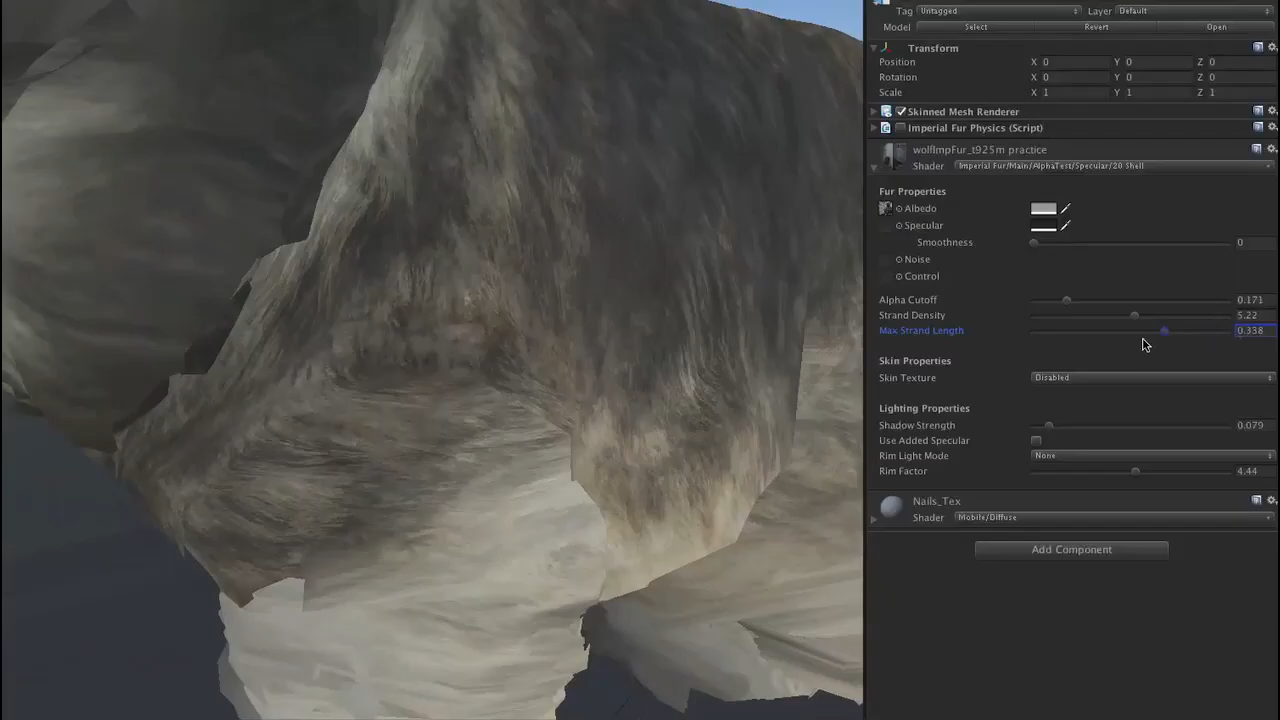 Tag Untagged Layer Default
Model Select Revert Open
Transform
Position X 0 Y 0 Z 0
Rotation X 0 Y 0 Z 0
Scale X 1 Y 1 Z 1
Skinned Mesh Renderer
Imperial Fur Physics (Script)
wolfImpFur_t925m practice
Shader Imperial Fur/Main/AlphaTest/Specular/20 Shell
Fur Properties
Albedo
Specular
Smoothness 0
Noise
Control
Alpha Cutoff 0.171
Strand Density 5.22
Max Strand Length 0.338
Skin Properties
Skin Texture Disabled
Lighting Properties
Shadow Strength 0.079
Use Added Specular
Rim Light Mode None
Rim Factor 4.44
Nails_Tex
Shader Mobile/Diffuse
Add Component